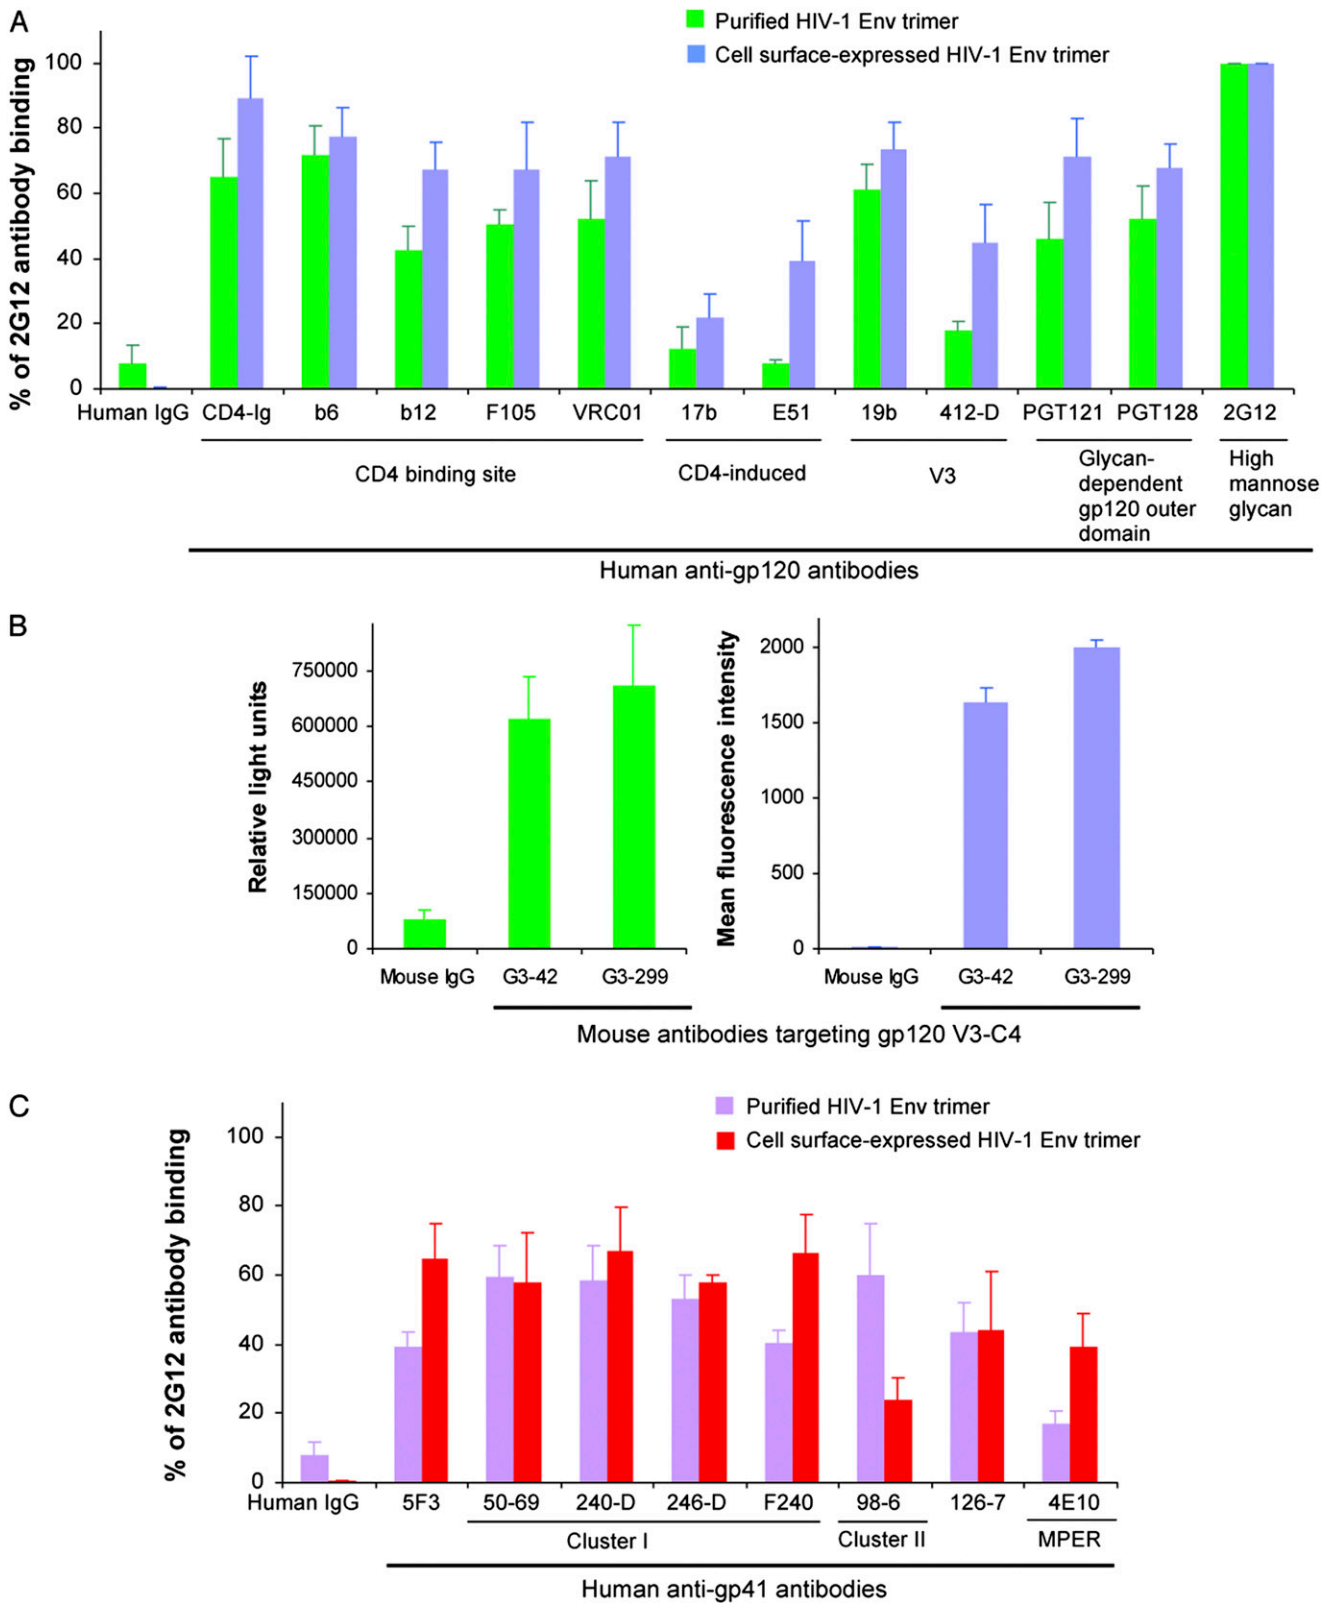 A
Purified HIV-1 Env trimer
Cell surface-expressed HIV-1 Env trimer
% of 2G12 antibody binding
100
80
60
40
20
0
Human IgG CD4-Ig b6 b12 F105 VRC01 17b E51 19b 412-D PGT121 PGT128 2G12
CD4 binding site
CD4-induced
V3
Glycan-
dependent
gp120 outer
domain
High
mannose
glycan
Human anti-gp120 antibodies
B
Relative light units
750000
600000
450000
300000
150000
0
Mouse IgG G3-42 G3-299
Mean fluorescence intensity
2000
1500
1000
500
0
Mouse IgG G3-42 G3-299
Mouse antibodies targeting gp120 V3-C4
C
Purified HIV-1 Env trimer
Cell surface-expressed HIV-1 Env trimer
% of 2G12 antibody binding
100
80
60
40
20
0
Human IgG 5F3 50-69 240-D 246-D F240 98-6 126-7 4E10
Cluster I
Cluster II
MPER
Human anti-gp41 antibodies